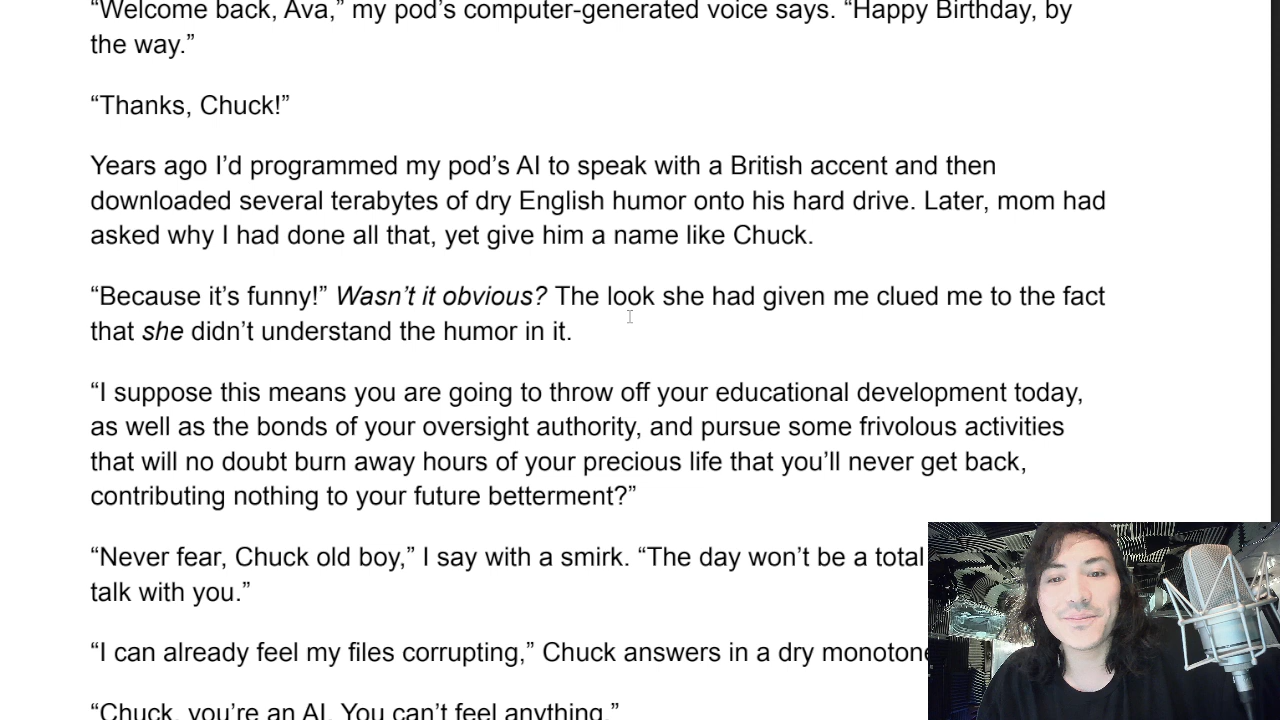 “Welcome back, Ava,” my pod’s computer-generated voice says. “Happy Birthday, by
the way.”
“Thanks, Chuck!”
Years ago I’d programmed my pod’s AI to speak with a British accent and then
downloaded several terabytes of dry English humor onto his hard drive. Later, mom had
asked why I had done all that, yet give him a name like Chuck.
“Because it’s funny!” Wasn’t it obvious? The look she had given me clued me to the fact
that she didn’t understand the humor in it.
“I suppose this means you are going to throw off your educational development today,
as well as the bonds of your oversight authority, and pursue some frivolous activities
that will no doubt burn away hours of your precious life that you’ll never get back,
contributing nothing to your future betterment?”
“Never fear, Chuck old boy,” I say with a smirk. “The day won’t be a total
talk with you.”
“I can already feel my files corrupting,” Chuck answers in a dry monotone
“Chuck, you’re an AI. You can’t feel anything.”